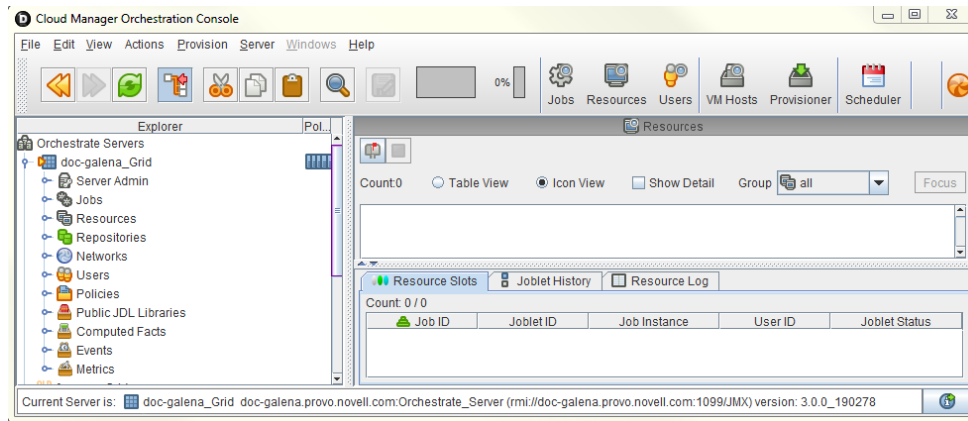 Cloud Manager Orchestration Console
File Edit View Actions Provision Server Windows Help
0% Jobs Resources Users VM Hosts Provisioner Scheduler
Explorer Pol...
Orchestrate Servers
doc-galena_Grid
Server Admin
Jobs
Resources
Repositories
Networks
Users
Policies
Public JDL Libraries
Computed Facts
Events
Metrics
Resources
Count:0 Table View Icon View Show Detail Group all Focus
Resource Slots Joblet History Resource Log
Count: 0 / 0
Job ID Joblet ID Job Instance User ID Joblet Status
Current Server is: doc-galena_Grid doc-galena.provo.novell.com:Orchestrate_Server (rmi://doc-galena.provo.novell.com:1099/JMX) version: 3.0.0_190278